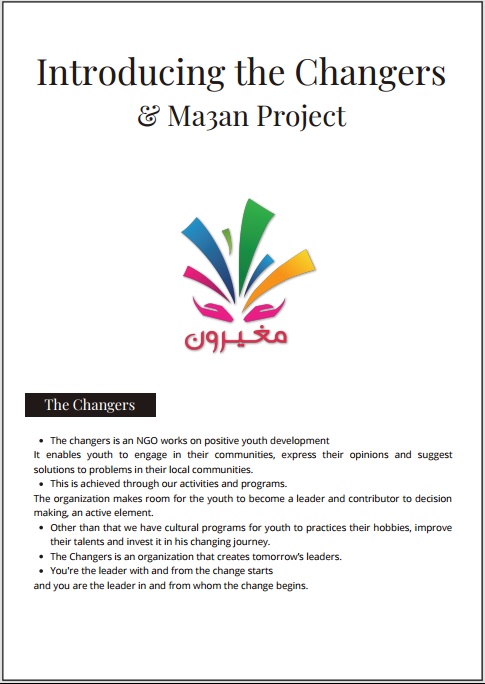 Introducing the Changers
& Ma3an Project
مغيرون
The Changers
• The changers is an NGO works on positive youth development
It enables youth to engage in their communities, express their opinions and suggest
solutions to problems in their local communities.
• This is achieved through our activities and programs.
The organization makes room for the youth to become a leader and contributor to decision
making, an active element.
• Other than that we have cultural programs for youth to practices their hobbies, improve
their talents and invest it in his changing journey.
• The Changers is an organization that creates tomorrow's leaders.
• You're the leader with and from the change starts
and you are the leader in and from whom the change begins.